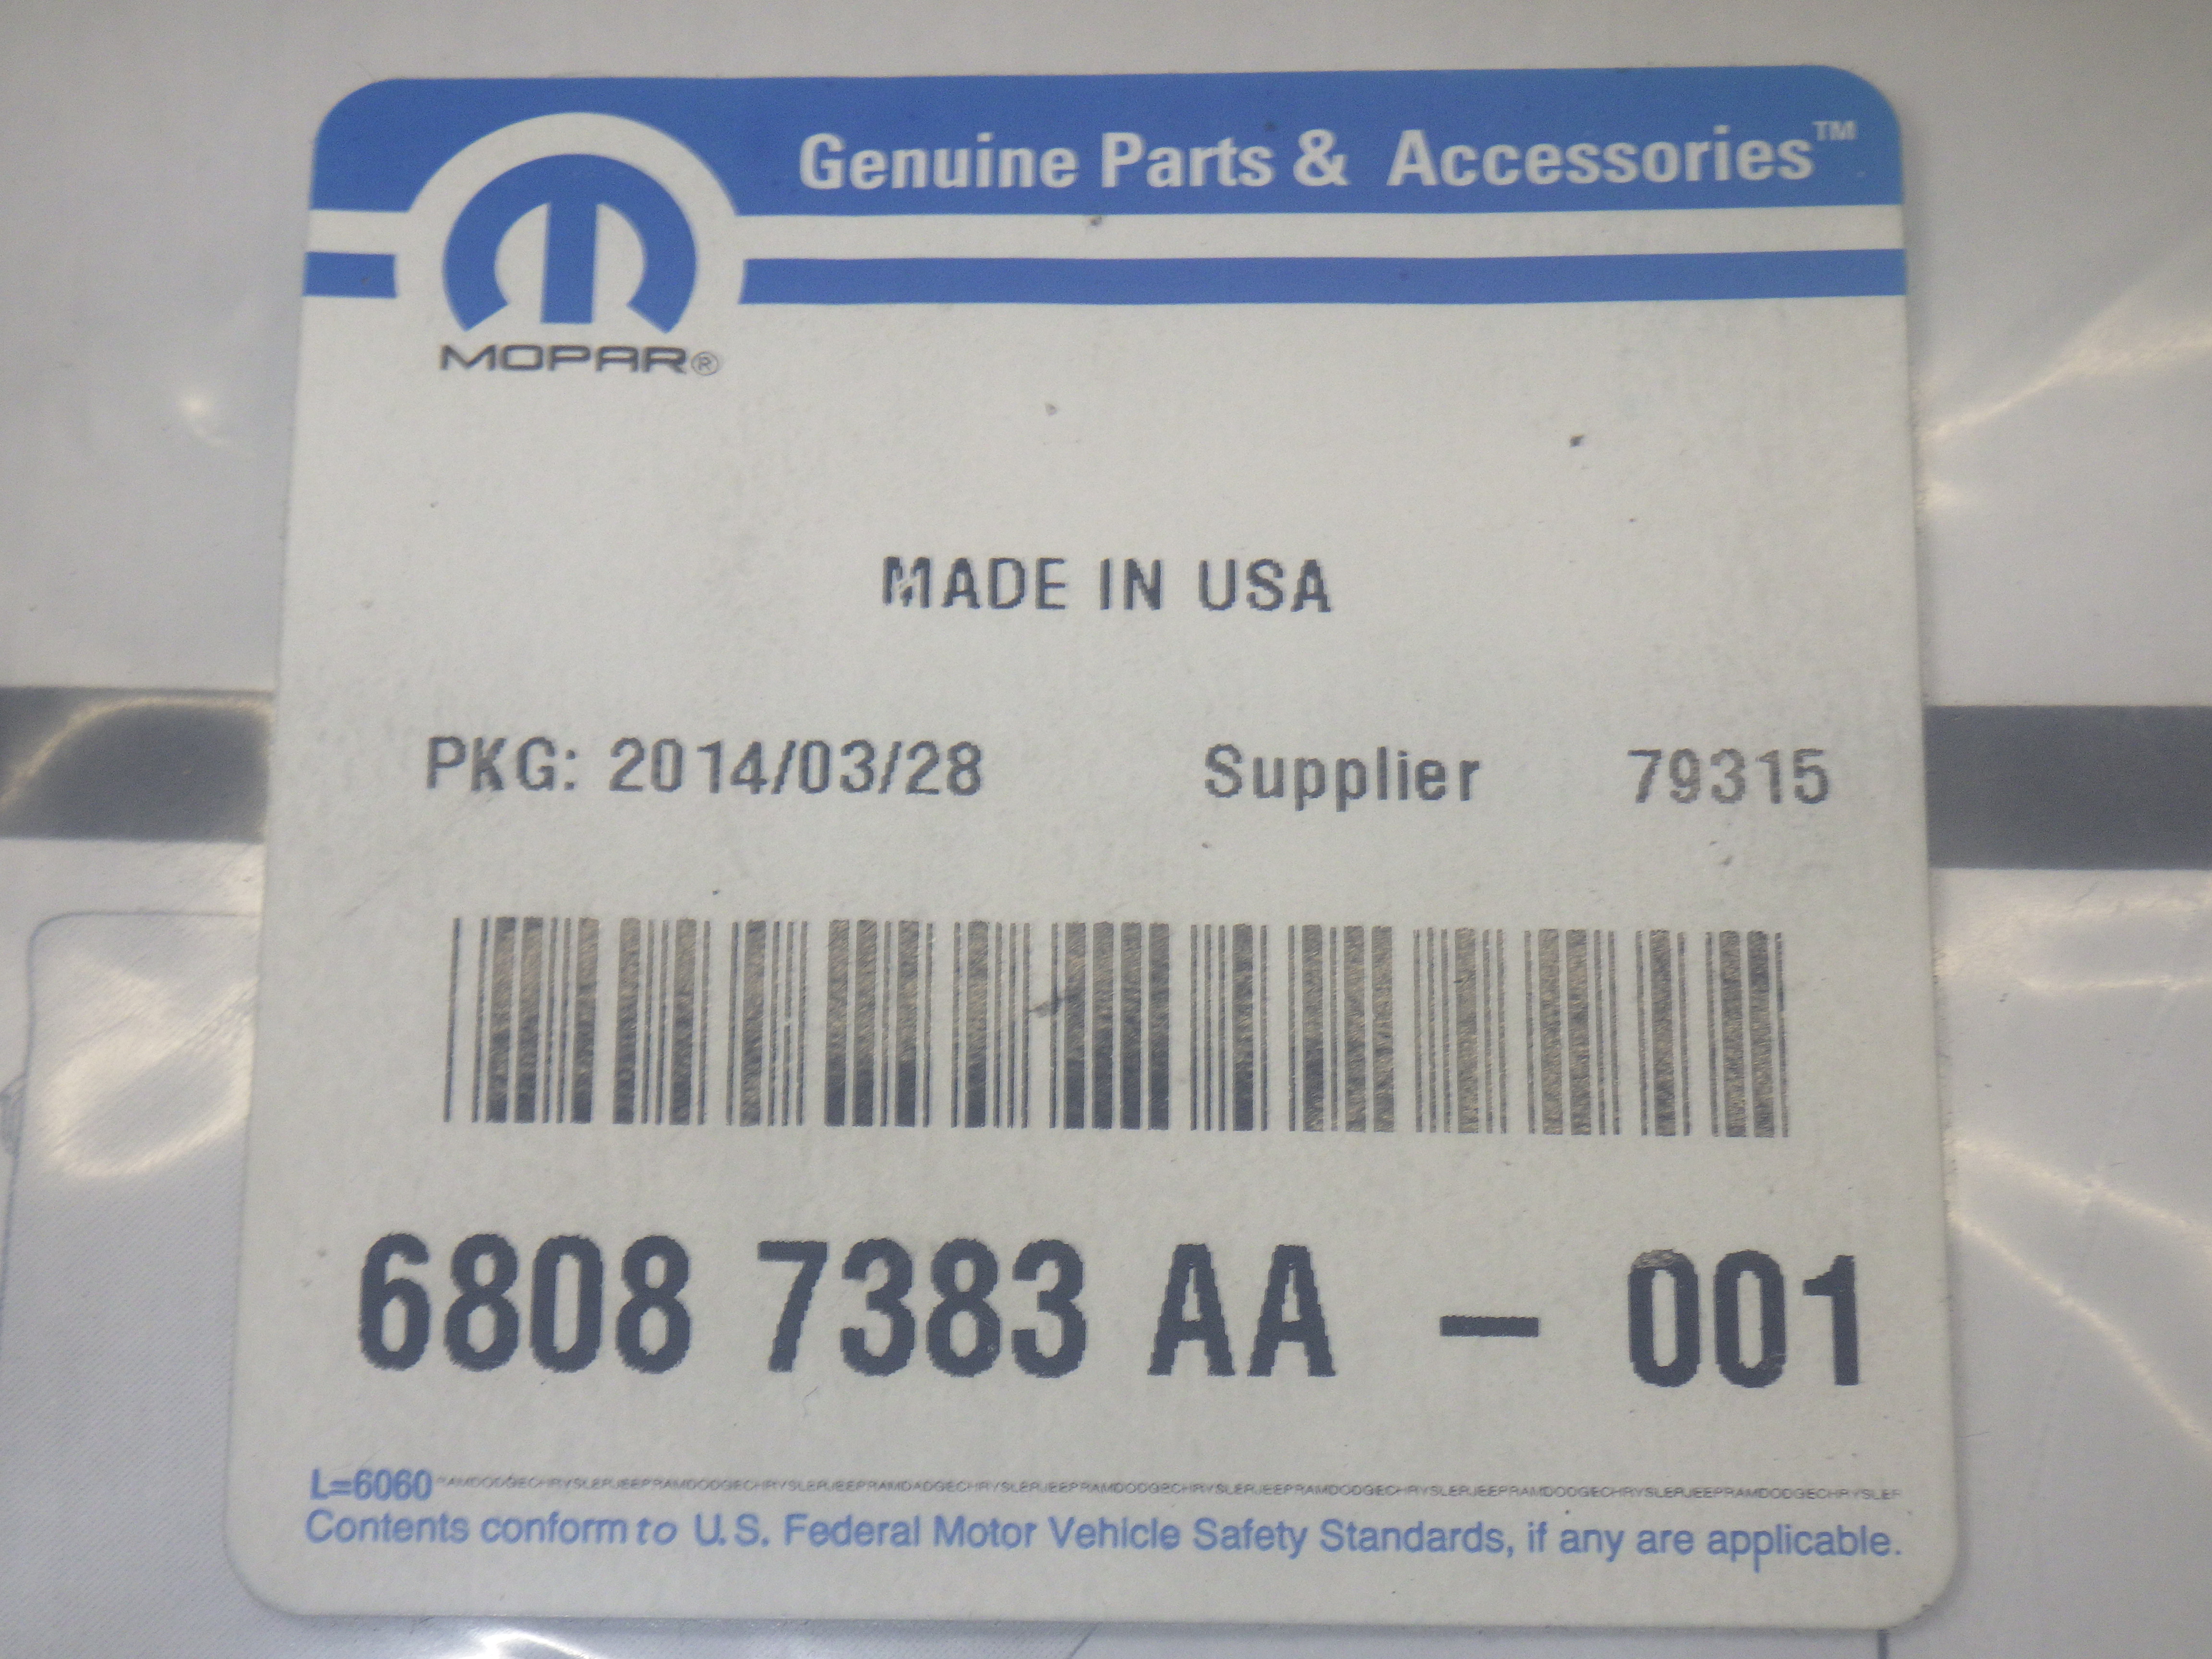 Genuine Parts & Accessories™
MOPAR®
MADE IN USA
PKG: 2014/03/28 Supplier 79315
6808 7383 AA - 001
L=6060 RAMDODGECHRYSLERJEEPRAMDODGECHRYSLERJEEPRAMDODGECHRYSLERJEEPRAMDADGECHRYSLERJEEPRAMDODGECHRYSLERJEEPRAMDODGECHRYSLERJEEPRAMDODGECHRYSLERJEEPRAMDODGECHRYSLER
Contents conform to U.S. Federal Motor Vehicle Safety Standards, if any are applicable.